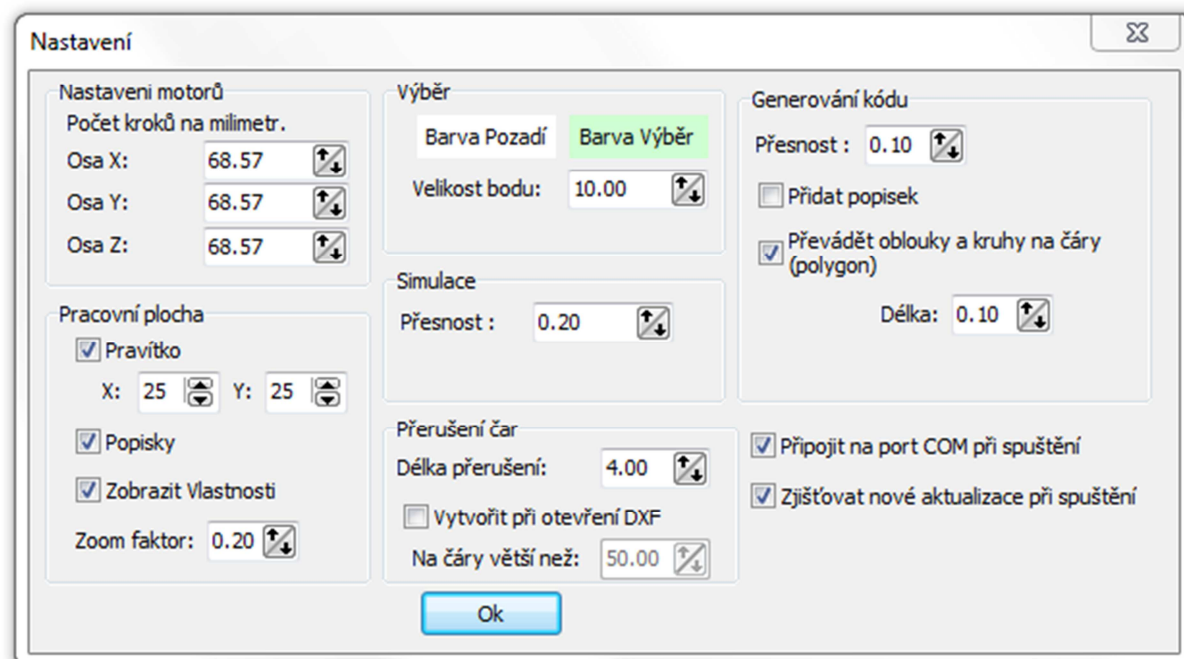 Nastavení
Nastaveni motorů
Počet kroků na milimetr.
Osa X: 68.57
Osa Y: 68.57
Osa Z: 68.57
Pracovní plocha
Pravítko
X: 25 Y: 25
Popisky
Zobrazit Vlastnosti
Zoom faktor: 0.20
Výběr
Barva Pozadí Barva Výběr
Velikost bodu: 10.00
Simulace
Přesnost : 0.20
Přerušení čar
Délka přerušení: 4.00
Vytvořit při otevření DXF
Na čáry větší než: 50.00
Generování kódu
Přesnost : 0.10
Přidat popisek
Převádět oblouky a kruhy na čáry
(polygon)
Délka: 0.10
Připojit na port COM při spuštění
Zjišťovat nové aktualizace při spuštění
Ok